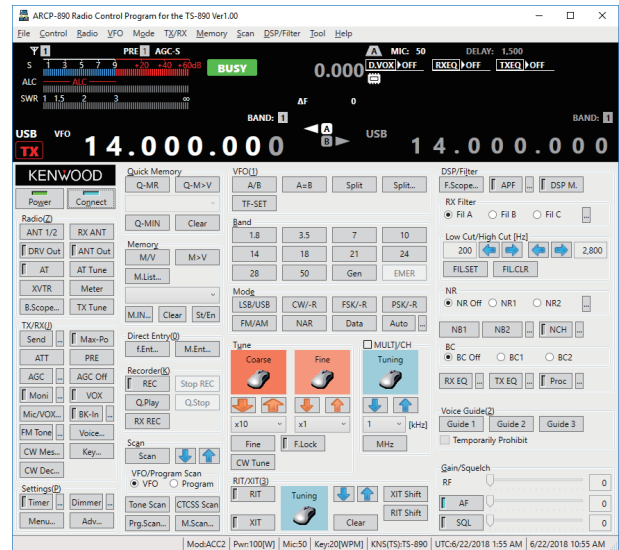 ARCP-890 Radio Control Program for the TS-890 Ver1.00
File Control Radio VFO Mode TX/RX Memory Scan DSP/Filter Tool Help
1 PRE 1 AGC-S A MIC: 50 DELAY: 1,500
S 1 3 5 7 9 +20 +40 +60dB BUSY 0.000 D.VOX OFF RXEQ OFF TXEQ OFF
ALC ALC
SWR 1 1.5 2 3 ∞ ΔF 0
BAND: 1 BAND: 1
USB VFO 14.000.000 A B USB 14.000.000
TX
KENWOOD
Power Connect
Radio(Z)
ANT 1/2 RX ANT
DRV Out ANT Out
AT AT Tune
XVTR Meter
B.Scope... TX Tune
TX/RX(J)
Send ... Max-Po
ATT PRE
AGC ... AGC Off
Moni ... VOX
Mic/VOX... BK-In ...
FM Tone ... Voice...
CW Mes... Key...
CW Dec...
Settings(P)
Timer ... Dimmer ...
Menu... Adv...
Quick Memory
Q-MR Q-M>V
Q-MIN Clear
Memory
M/V M>V
M.List...
M.IN... Clear St/En
Direct Entry(0)
f.Ent... M.Ent...
Recorder(K)
REC Stop REC
Q.Play Q.Stop
RX REC
Scan
Scan
VFO/Program Scan
VFO Program
Tone Scan CTCSS Scan
Prg.Scan... M.Scan...
VFO(1)
A/B A=B Split Split...
TF-SET
Band
1.8 3.5 7 10
14 18 21 24
28 50 Gen EMER
Mode
LSB/USB CW/-R FSK/-R PSK/-R
FM/AM NAR Data Auto ...
Tune MULTI/CH
Coarse Fine Tuning
x10 x1 1 [kHz]
Fine F.Lock MHz
CW Tune
RIT/XIT(3)
RIT Tuning XIT Shift
RIT Shift
XIT Clear
DSP/Filter
F.Scope... APF ... DSP M.
RX Filter
Fil A Fil B Fil C ...
Low Cut/High Cut [Hz]
200 2,800
FIL.SET FIL.CLR
NR
NR Off NR1 NR2 ...
NB1 NB2 ... NCH ...
BC
BC Off BC1 BC2
RX EQ ... TX EQ ... Proc ...
Voice Guide(2)
Guide 1 Guide 2 Guide 3
Temporarily Prohibit
Gain/Squelch
RF 0
AF 0
SQL 0
Mod:ACC2 Pwr:100[W] Mic:50 Key:20[WPM] KNS(TS):TS-890 UTC:6/22/2018 1:55 AM 6/22/2018 10:55 AM